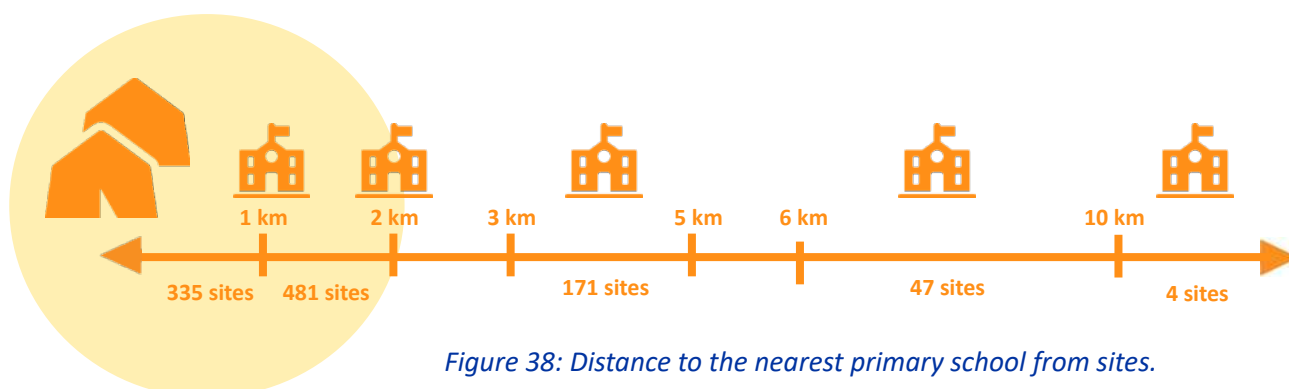 1 km 2 km 3 km 5 km 6 km 10 km
335 sites 481 sites 171 sites 47 sites 4 sites
Figure 38: Distance to the nearest primary school from sites.